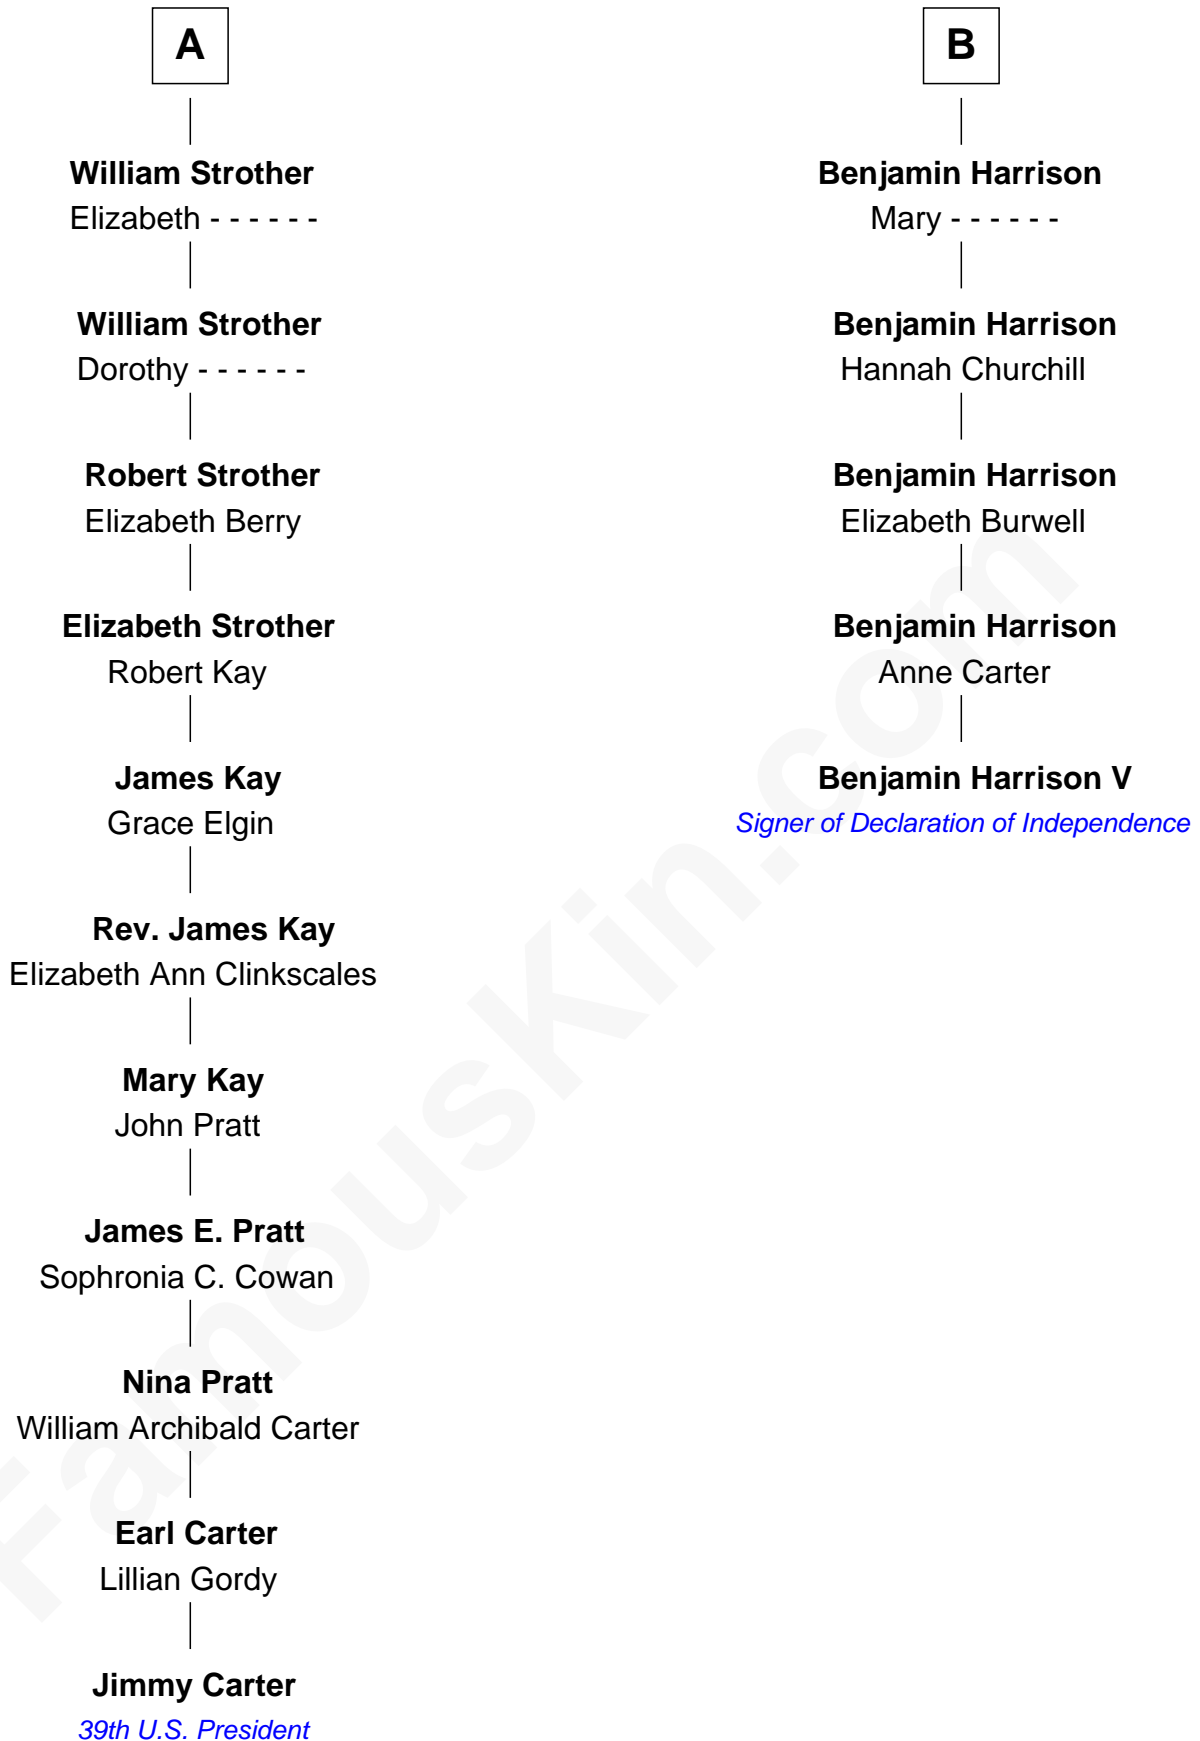 A
William Strother
Elizabeth - - - - - -
William Strother
Dorothy - - - - - -
Robert Strother
Elizabeth Berry
Elizabeth Strother
Robert Kay
James Kay
Grace Elgin
Rev. James Kay
Elizabeth Ann Clinkscales
Mary Kay
John Pratt
James E. Pratt
Sophronia C. Cowan
Nina Pratt
William Archibald Carter
Earl Carter
Lillian Gordy
Jimmy Carter
39th U.S. President
B
Benjamin Harrison
Mary - - - - - -
Benjamin Harrison
Hannah Churchill
Benjamin Harrison
Elizabeth Burwell
Benjamin Harrison
Anne Carter
Benjamin Harrison V
Signer of Declaration of Independence
FamousKin.com